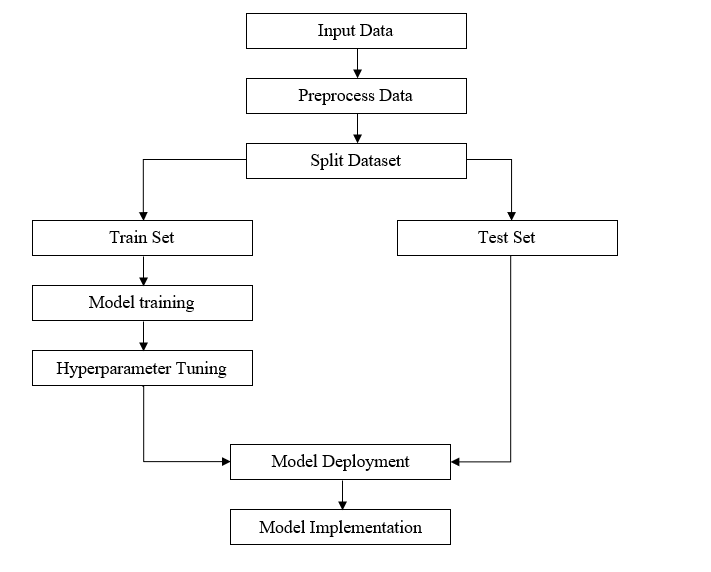 Input Data
Preprocess Data
Split Dataset
Train Set
Test Set
Model training
Hyperparameter Tuning
Model Deployment
Model Implementation